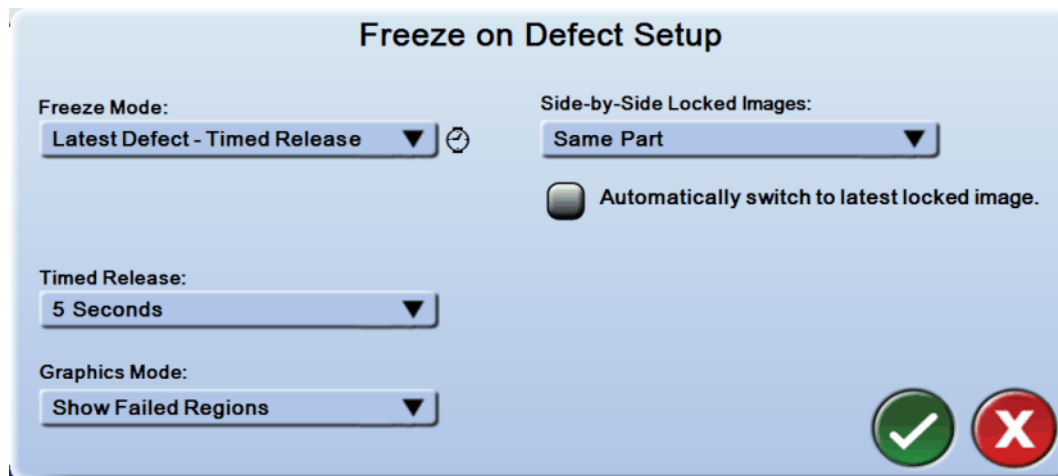 Freeze on Defect Setup
Freeze Mode:
Latest Defect - Timed Release
Side-by-Side Locked Images:
Same Part
Automatically switch to latest locked image.
Timed Release:
5 Seconds
Graphics Mode:
Show Failed Regions